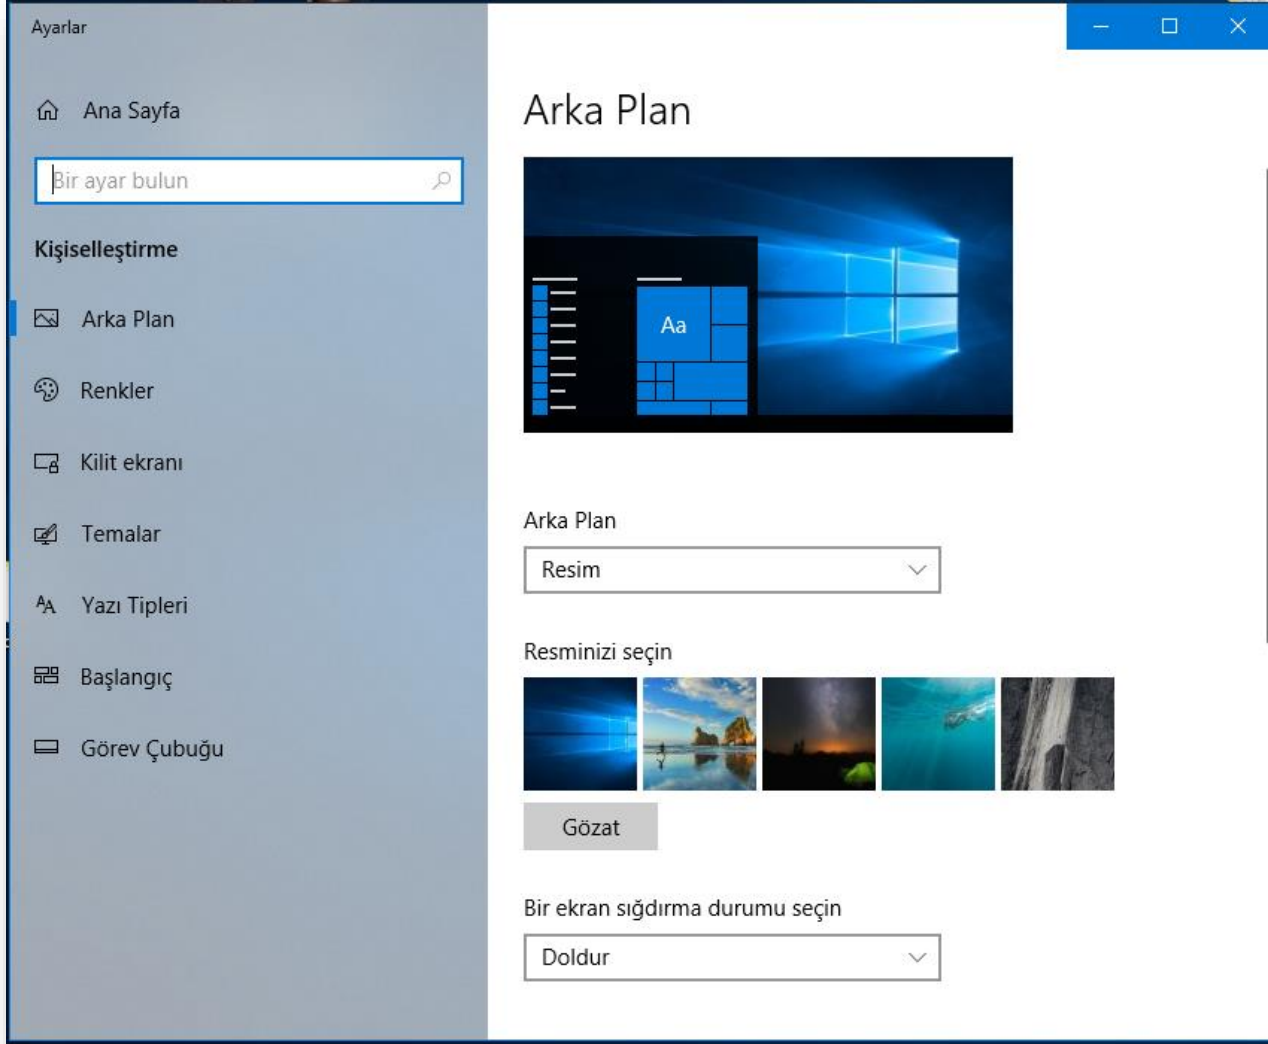 Ayarlar
Ana Sayfa
Bir ayar bulun
Kişiselleştirme
Arka Plan
Renkler
Kilit ekranı
Temalar
Yazı Tipleri
Başlangıç
Görev Çubuğu
Arka Plan
Aa
Arka Plan
Resim
Resminizi seçin
Gözat
Bir ekran sığdırma durumu seçin
Doldur